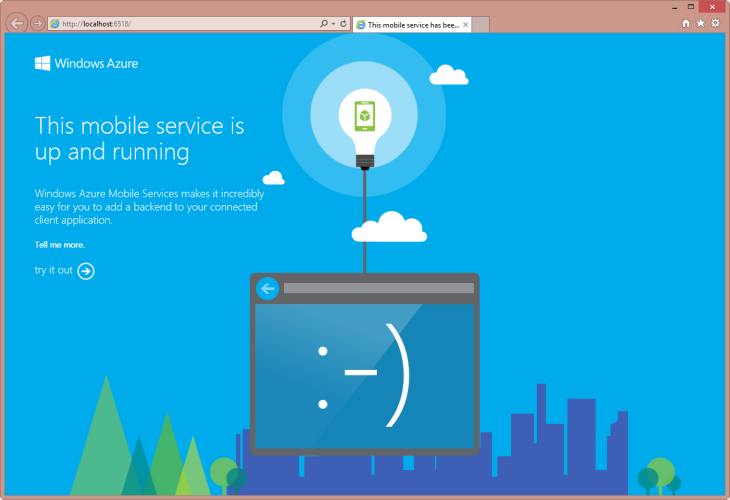 http://localhost:6518/
This mobile service has bee...
Windows Azure
This mobile service is
up and running
Windows Azure Mobile Services makes it incredibly
easy for you to add a backend to your connected
client application.
Tell me more.
try it out
:-)